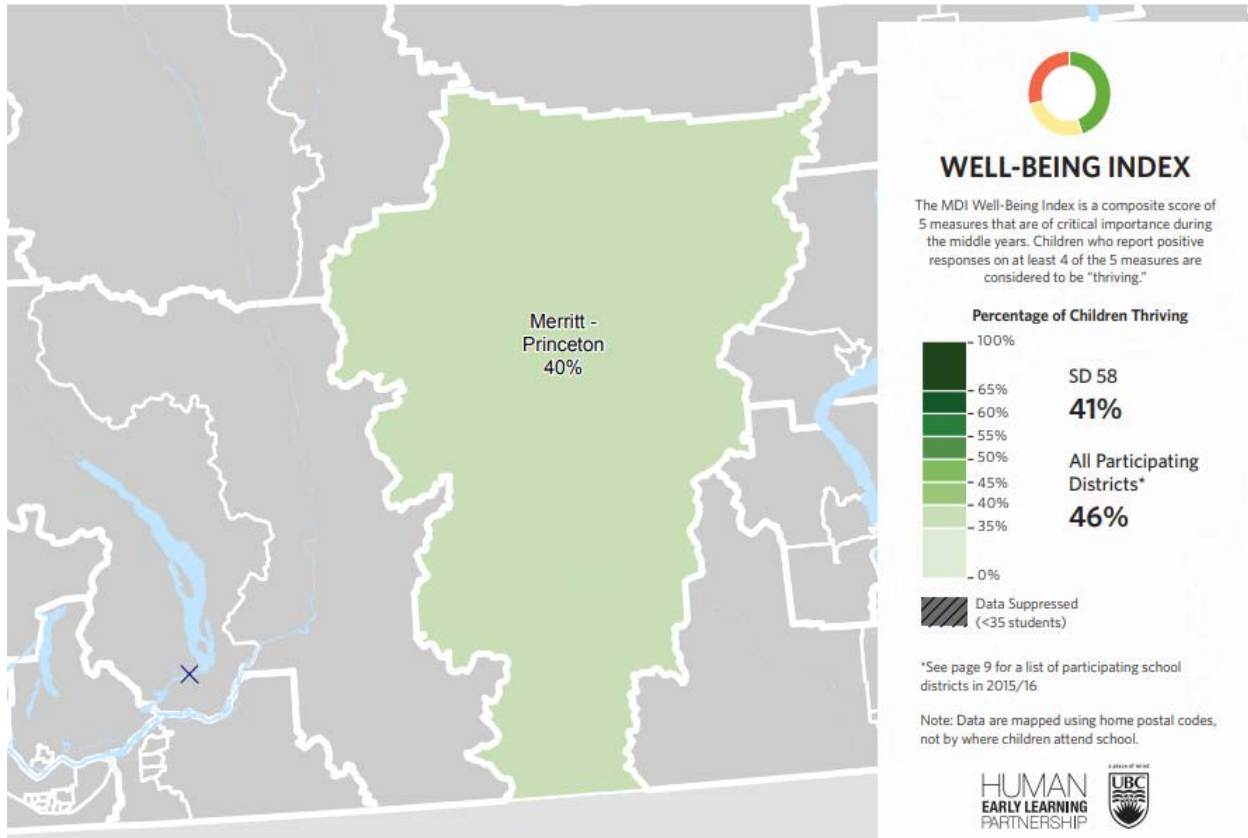 Merritt -
Princeton
40%
WELL-BEING INDEX
The MDI Well-Being Index is a composite score of
5 measures that are of critical importance during
the middle years. Children who report positive
responses on at least 4 of the 5 measures are
considered to be “thriving.”
Percentage of Children Thriving
100%
65%
60%
55%
50%
45%
40%
35%
0%
SD 58
41%
All Participating
Districts*
46%
Data Suppressed
(<35 students)
*See page 9 for a list of participating school
districts in 2015/16
Note: Data are mapped using home postal codes,
not by where children attend school.
HUMAN
EARLY LEARNING
PARTNERSHIP
a place of mind
UBC